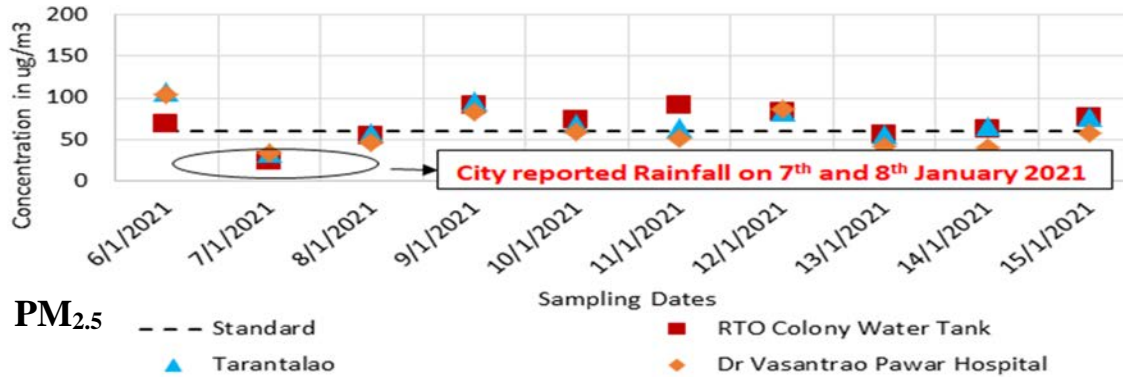 200
150
100
50
0
Concentration in ug/m3
City reported Rainfall on 7th and 8th January 2021
6/1/2021
7/1/2021
8/1/2021
9/1/2021
10/1/2021
11/1/2021
12/1/2021
13/1/2021
14/1/2021
15/1/2021
Sampling Dates
PM2.5
Standard
RTO Colony Water Tank
Tarantalao
Dr Vasantrao Pawar Hospital